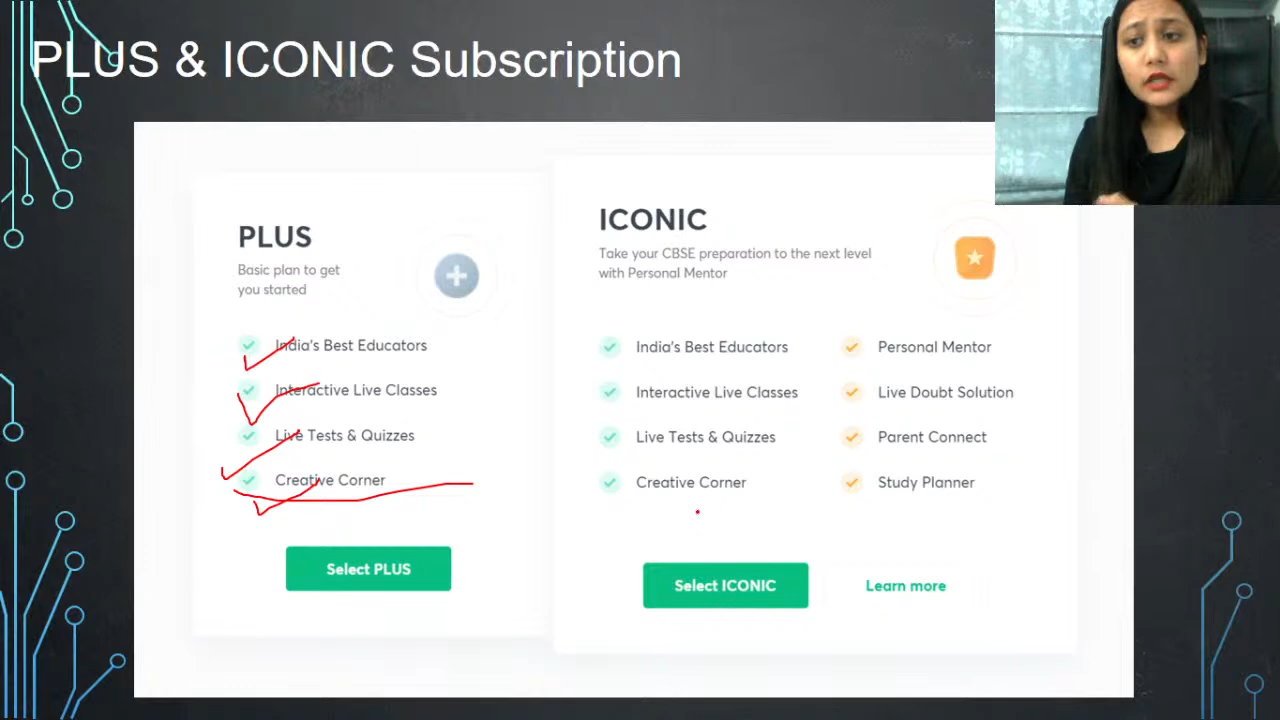 PLUS & ICONIC Subscription
PLUS
Basic plan to get
you started
India's Best Educators
Interactive Live Classes
Live Tests & Quizzes
Creative Corner
Select PLUS
ICONIC
Take your CBSE preparation to the next level
with Personal Mentor
India's Best Educators
Interactive Live Classes
Live Tests & Quizzes
Creative Corner
Personal Mentor
Live Doubt Solution
Parent Connect
Study Planner
Select ICONIC
Learn more